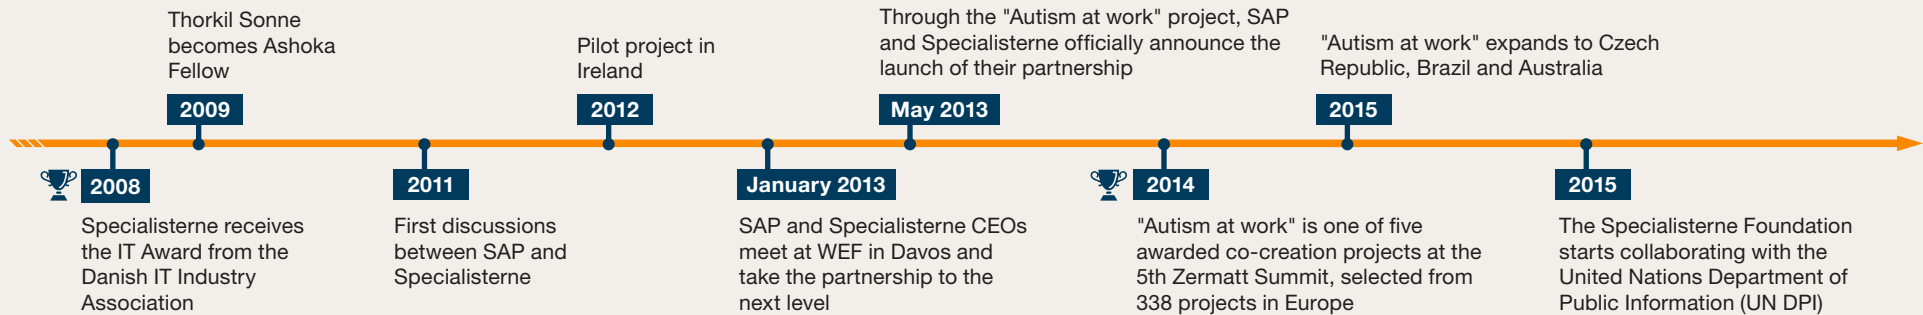 2008
Specialisterne receives
the IT Award from the
Danish IT Industry
Association
Thorkil Sonne
becomes Ashoka
Fellow
2009
2011
First discussions
between SAP and
Specialisterne
Pilot project in
Ireland
2012
January 2013
SAP and Specialisterne CEOs
meet at WEF in Davos and
take the partnership to the
next level
Through the "Autism at work" project, SAP
and Specialisterne officially announce the
launch of their partnership
May 2013
2014
"Autism at work" is one of five
awarded co-creation projects at the
5th Zermatt Summit, selected from
338 projects in Europe
"Autism at work" expands to Czech
Republic, Brazil and Australia
2015
2015
The Specialisterne Foundation
starts collaborating with the
United Nations Department of
Public Information (UN DPI)